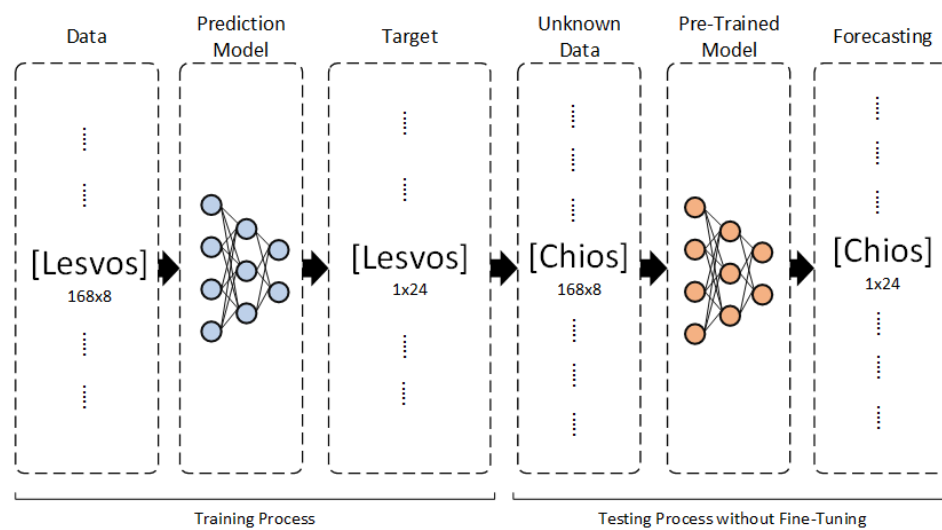 Data
Prediction
Model
Target
Unknown
Data
Pre-Trained
Model
Forecasting
[Lesvos]
168x8
[Lesvos]
1x24
[Chios]
168x8
[Chios]
1x24
Training Process
Testing Process without Fine-Tuning